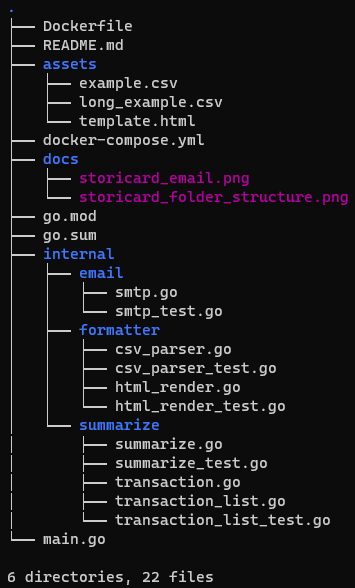 .
├── Dockerfile
├── README.md
├── assets
│   ├── example.csv
│   ├── long_example.csv
│   └── template.html
├── docker-compose.yml
├── docs
│   ├── storicard_email.png
│   └── storicard_folder_structure.png
├── go.mod
├── go.sum
├── internal
│   ├── email
│   │   ├── smtp.go
│   │   └── smtp_test.go
│   ├── formatter
│   │   ├── csv_parser.go
│   │   ├── csv_parser_test.go
│   │   ├── html_render.go
│   │   └── html_render_test.go
│   └── summarize
│       ├── summarize.go
│       ├── summarize_test.go
│       ├── transaction.go
│       ├── transaction_list.go
│       └── transaction_list_test.go
└── main.go

6 directories, 22 files